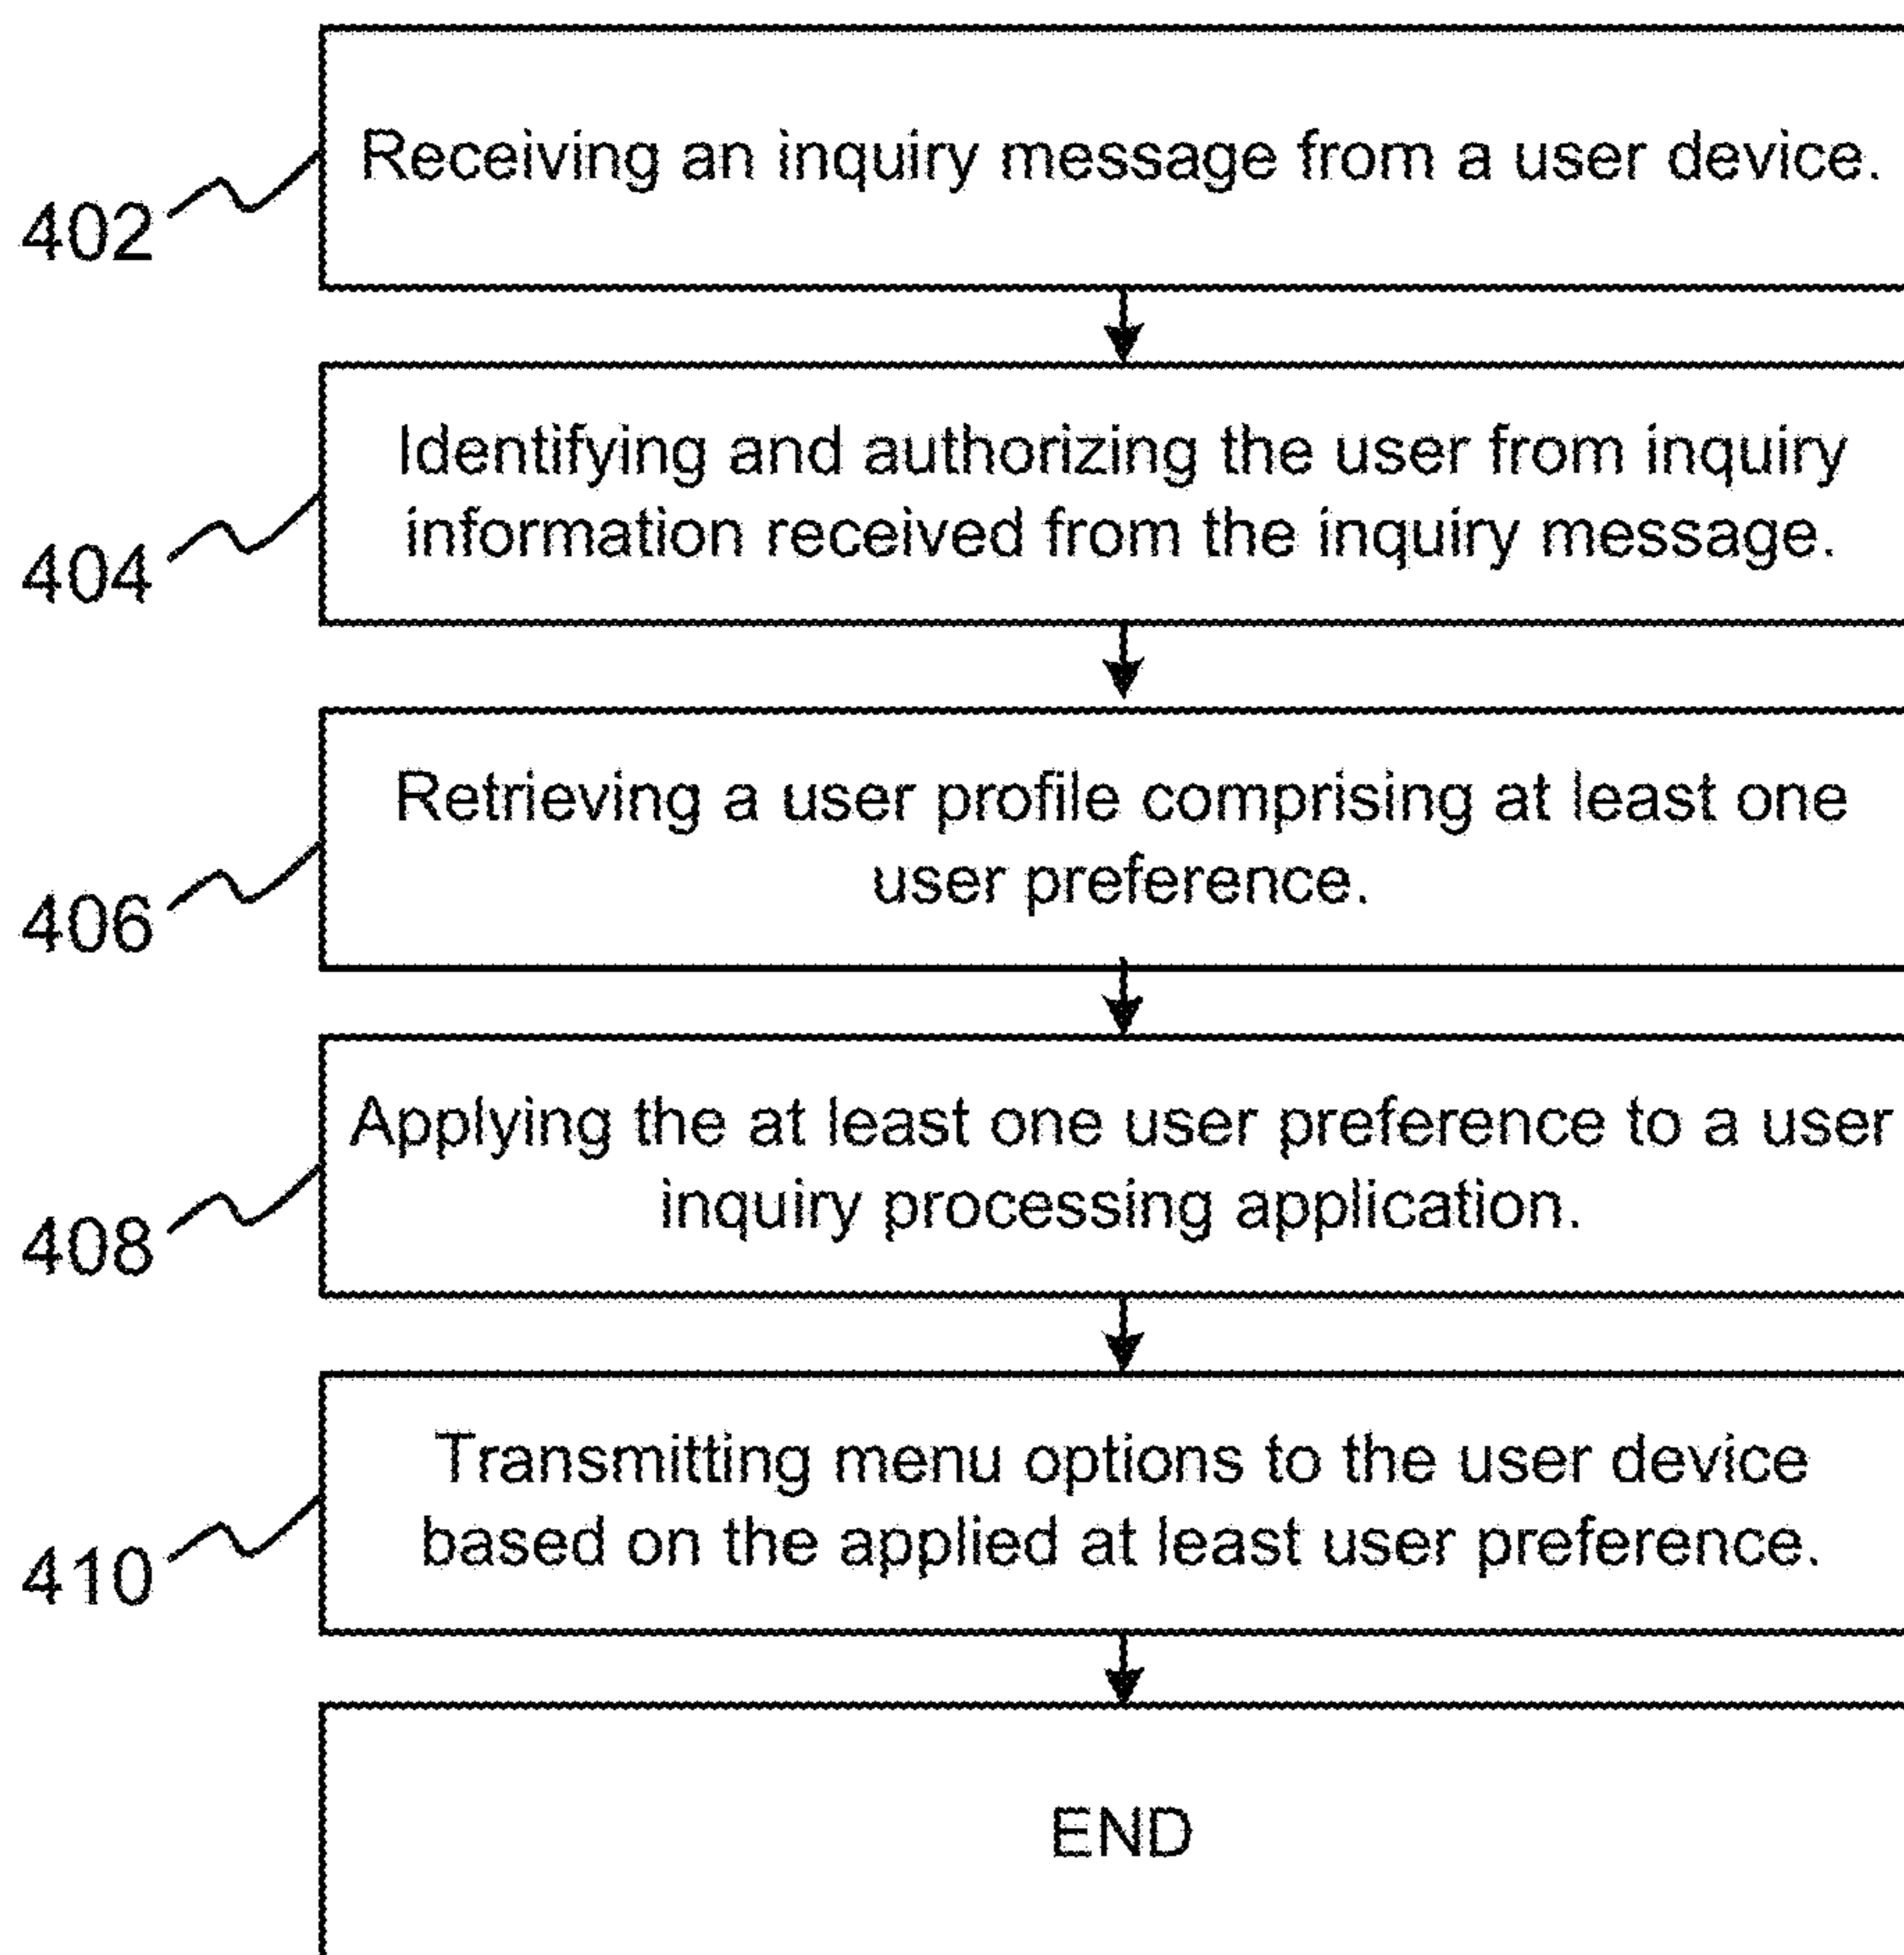 Receiving an inquiry message from a user device.
402
Identifying and authorizing the user from inquiry
information received from the inquiry message.
404
Retrieving a user profile comprising at least one
user preference.
406
Applying the at least one user preference to a user
inquiry processing application.
408
Transmitting menu options to the user device
based on the applied at least user preference.
410
END